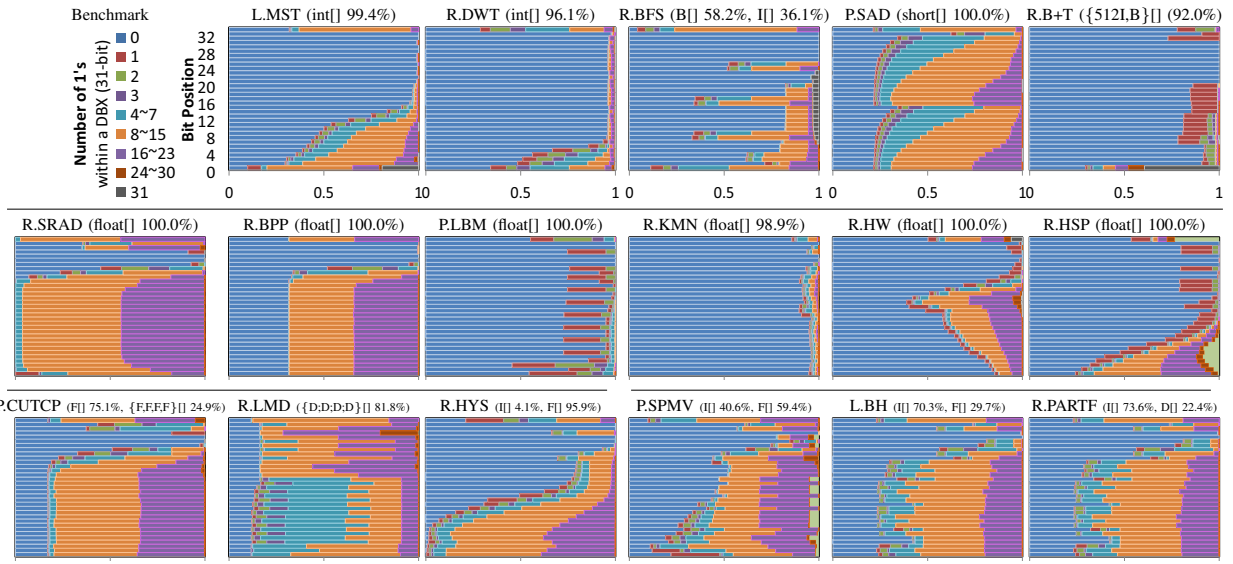 Benchmark
L.MST (int[] 99.4%)
R.DWT (int[] 96.1%)
R.BFS (B[] 58.2%, I[] 36.1%)
P.SAD (short[] 100.0%)
R.B+T ({512I,B}[] (92.0%)
Number of 1's
within a DBX (31-bit)
0
1
2
3
4~7
8~15
16~23
24~30
31
Bit Position
32
28
24
20
16
12
8
4
0
0 0.5 1
0 0.5 1
0 0.5 1
0 0.5 1
0 0.5 1
R.SRAD (float[] 100.0%)
R.BPP (float[] 100.0%)
P.LBM (float[] 100.0%)
R.KMN (float[] 98.9%)
R.HW (float[] 100.0%)
R.HSP (float[] 100.0%)
P.CUTCP (F[] 75.1%, {F,F,F,F}[] 24.9%)
R.LMD ({D;D;D;D}[] 81.8%)
R.HYS (I[] 4.1%, F[] 95.9%)
P.SPMV (I[] 40.6%, F[] 59.4%)
L.BH (I[] 70.3%, F[] 29.7%)
R.PARTF (I[] 73.6%, D[] 22.4%)